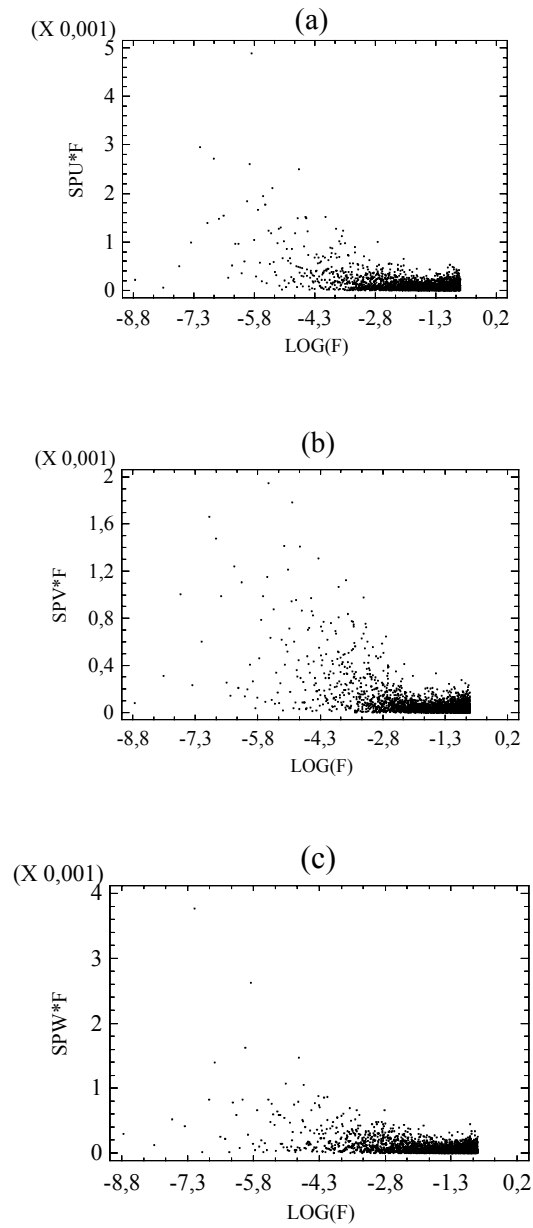 (a)
(X 0,001)
5
4
3
2
1
0
SPU*F
-8,8 -7,3 -5,8 -4,3 -2,8 -1,3 0,2
LOG(F)
(b)
(X 0,001)
2
1,6
1,2
0,8
0,4
0
SPV*F
-8,8 -7,3 -5,8 -4,3 -2,8 -1,3 0,2
LOG(F)
(c)
(X 0,001)
4
3
2
1
0
SPW*F
-8,8 -7,3 -5,8 -4,3 -2,8 -1,3 0,2
LOG(F)